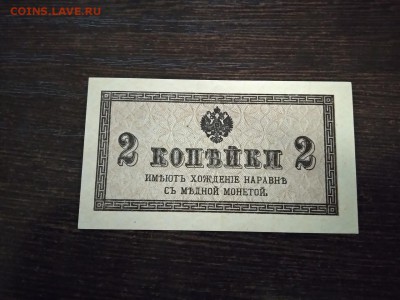 COINS.LAVE.RU
2 КОПѢЙКИ 2
ИМѢЮТЪ ХОЖДЕНІЕ НАРАВНѢ
СЪ МѢДНОЙ МОНЕТОЙ.